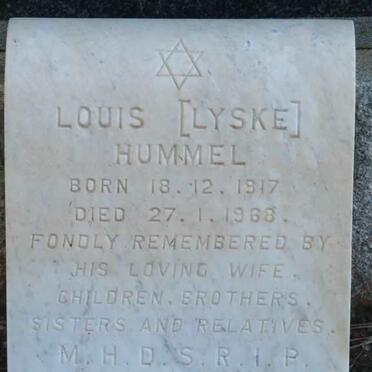 LOUIS [LYSKE]
HUMMEL
BORN 18.12.1917
DIED 27.1.1968.
FONDLY REMEMBERED BY
HIS LOVING WIFE,
CHILDREN, BROTHERS,
SISTERS AND RELATIVES.
M.H.D.S.R.I.P.